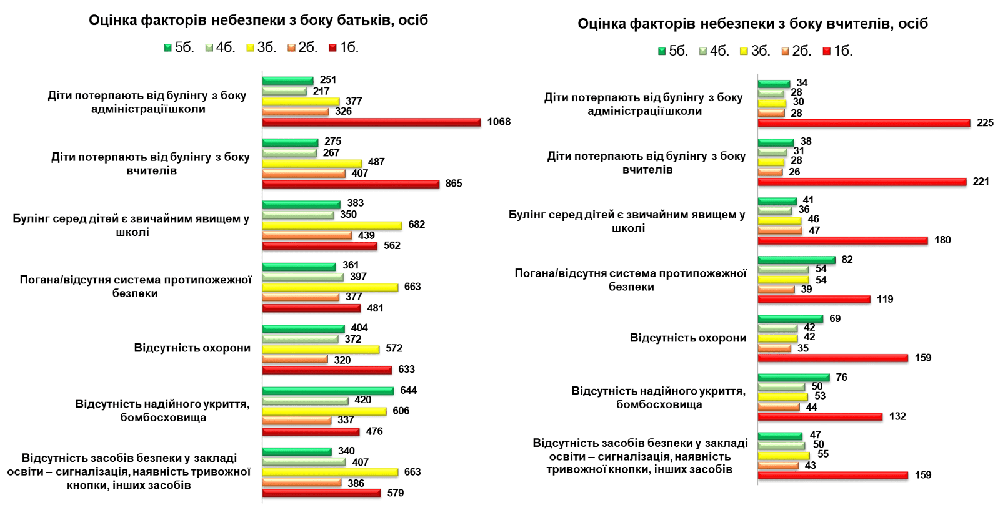 Оцінка факторів небезпеки з боку батьків, осіб
5б. 4б. 3б. 2б. 1б.
Діти потерпають від булінгу з боку
адміністраціїшколи
251
217
377
326
1068
Діти потерпають від булінгу з боку
вчителів
275
267
487
407
865
Булінг серед дітей є звичайним явищем у
школі
383
350
682
439
562
Погана/відсутня система протипожежної
безпеки
361
397
663
377
481
Відсутність охорони
404
372
572
320
633
Відсутність надійного укриття,
бомбосховища
644
420
606
337
476
Відсутність засобів безпеки у закладі
освіти – сигналізація, наявність тривожної
кнопки, інших засобів
340
407
663
386
579
Оцінка факторів небезпеки з боку вчителів, осіб
5б. 4б. 3б. 2б. 1б.
Діти потерпають від булінгу з боку
адміністраціїшколи
34
28
30
28
225
Діти потерпають від булінгу з боку
вчителів
38
31
28
26
221
Булінг серед дітей є звичайним явищем у
школі
41
36
46
47
180
Погана/відсутня система протипожежної
безпеки
82
54
54
39
119
Відсутність охорони
69
42
42
35
159
Відсутність надійного укриття,
бомбосховища
76
50
53
44
132
Відсутність засобів безпеки у закладі
освіти – сигналізація, наявність
тривожної кнопки, інших засобів
47
50
55
43
159